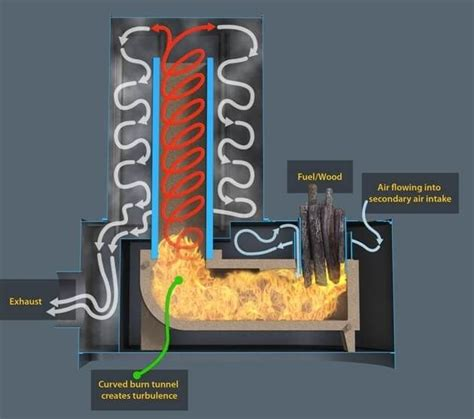 Fuel/Wood
Air flowing into
secondary air intake
Exhaust
Curved burn tunnel
creates turbulence